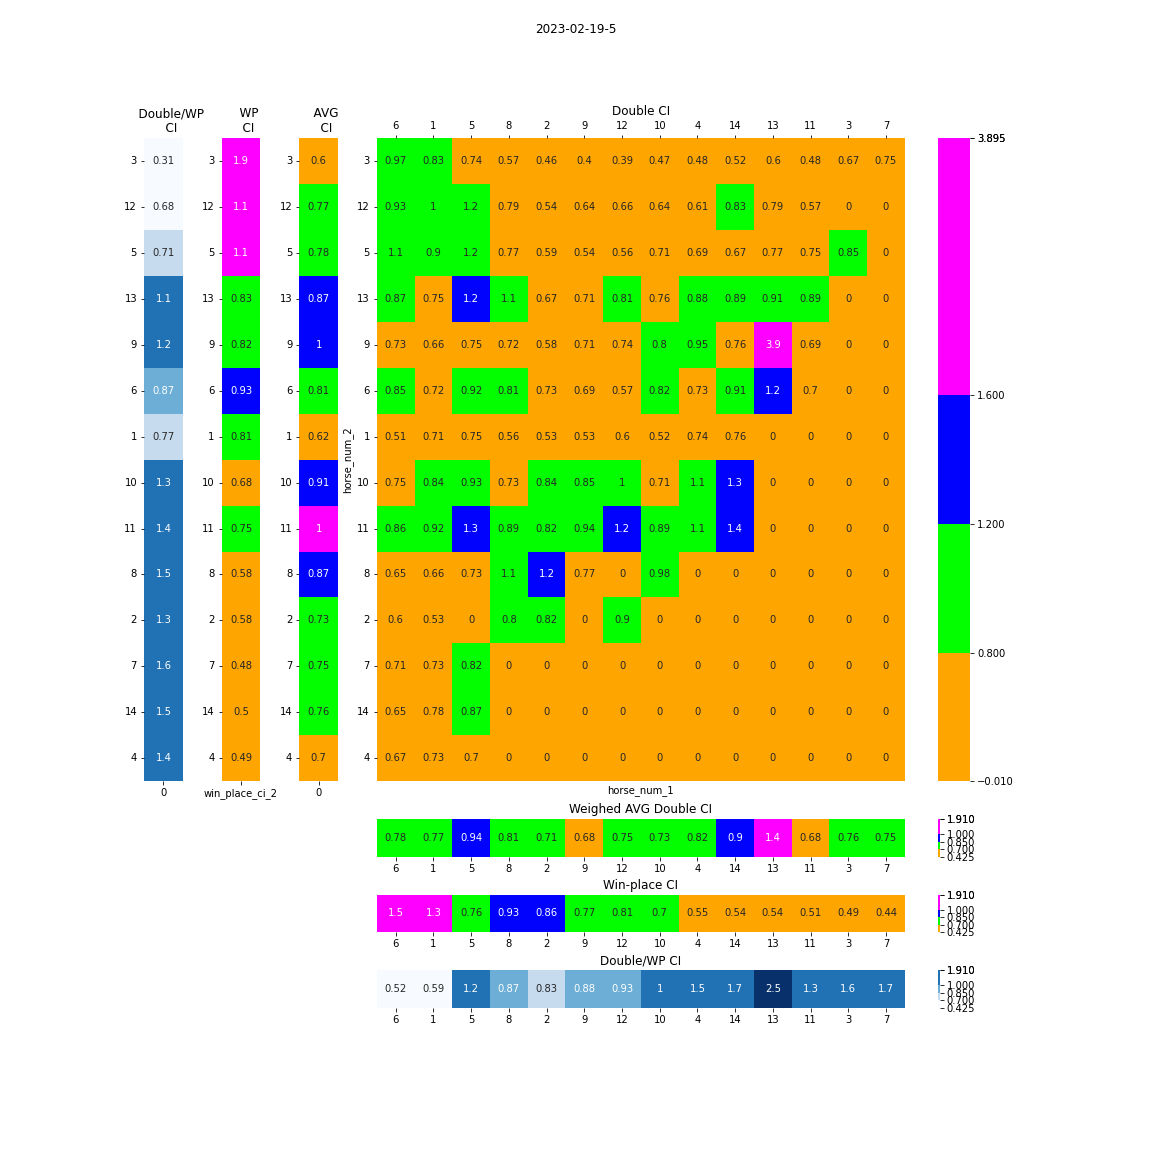 2023-02-19-5
Double/WP CI
WP CI
AVG CI
Double CI
6 1 5 8 2 9 12 10 4 14 13 11 3 7
3 0.31 3 1.9 3 0.6 3 0.97 0.83 0.74 0.57 0.46 0.4 0.39 0.47 0.48 0.52 0.6 0.48 0.67 0.75
12 0.68 12 1.1 12 0.77 12 0.93 1 1.2 0.79 0.54 0.64 0.66 0.64 0.61 0.83 0.79 0.57 0 0
5 0.71 5 1.1 5 0.78 5 1.1 0.9 1.2 0.77 0.59 0.54 0.56 0.71 0.69 0.67 0.77 0.75 0.85 0
13 1.1 13 0.83 13 0.87 13 0.87 0.75 1.2 1.1 0.67 0.71 0.81 0.76 0.88 0.89 0.91 0.89 0 0
9 1.2 9 0.82 9 1 9 0.73 0.66 0.75 0.72 0.58 0.71 0.74 0.8 0.95 0.76 3.9 0.69 0 0
6 0.87 6 0.93 6 0.81 6 0.85 0.72 0.92 0.81 0.73 0.69 0.57 0.82 0.73 0.91 1.2 0.7 0 0
1 0.77 1 0.81 1 0.62 1 0.51 0.71 0.75 0.56 0.53 0.53 0.6 0.52 0.74 0.76 0 0 0 0
10 1.3 10 0.68 10 0.91 10 0.75 0.84 0.93 0.73 0.84 0.85 1 0.71 1.1 1.3 0 0 0 0
11 1.4 11 0.75 11 1 11 0.86 0.92 1.3 0.89 0.82 0.94 1.2 0.89 1.1 1.4 0 0 0 0
8 1.5 8 0.58 8 0.87 8 0.65 0.66 0.73 1.1 1.2 0.77 0 0.98 0 0 0 0 0 0
2 1.3 2 0.58 2 0.73 2 0.6 0.53 0 0.8 0.82 0 0.9 0 0 0 0 0 0 0
7 1.6 7 0.48 7 0.75 7 0.71 0.73 0.82 0 0 0 0 0 0 0 0 0 0 0
14 1.5 14 0.5 14 0.76 14 0.65 0.78 0.87 0 0 0 0 0 0 0 0 0 0 0
4 1.4 4 0.49 4 0.7 4 0.67 0.73 0.7 0 0 0 0 0 0 0 0 0 0 0
horse_num_2
0 win_place_ci_2 0 horse_num_1
3.895
1.600
1.200
0.800
−0.010
Weighed AVG Double CI
0.78 0.77 0.94 0.81 0.71 0.68 0.75 0.73 0.82 0.9 1.4 0.68 0.76 0.75
6 1 5 8 2 9 12 10 4 14 13 11 3 7
1.910
1.000
0.850
0.700
0.425
Win-place CI
1.5 1.3 0.76 0.93 0.86 0.77 0.81 0.7 0.55 0.54 0.54 0.51 0.49 0.44
6 1 5 8 2 9 12 10 4 14 13 11 3 7
1.910
1.000
0.850
0.700
0.425
Double/WP CI
0.52 0.59 1.2 0.87 0.83 0.88 0.93 1 1.5 1.7 2.5 1.3 1.6 1.7
6 1 5 8 2 9 12 10 4 14 13 11 3 7
1.910
1.000
0.850
0.700
0.425